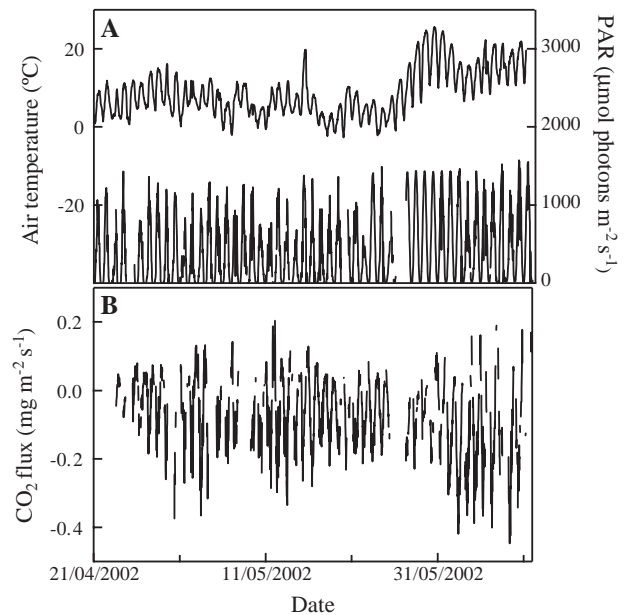 A
20
0
-20
Air temperature (ºC)
3000
2000
1000
0
PAR (µmol photons m-2 s-1)
B
0.2
0.0
-0.2
-0.4
CO2 flux (mg m-2 s-1)
21/04/2002 11/05/2002 31/05/2002
Date